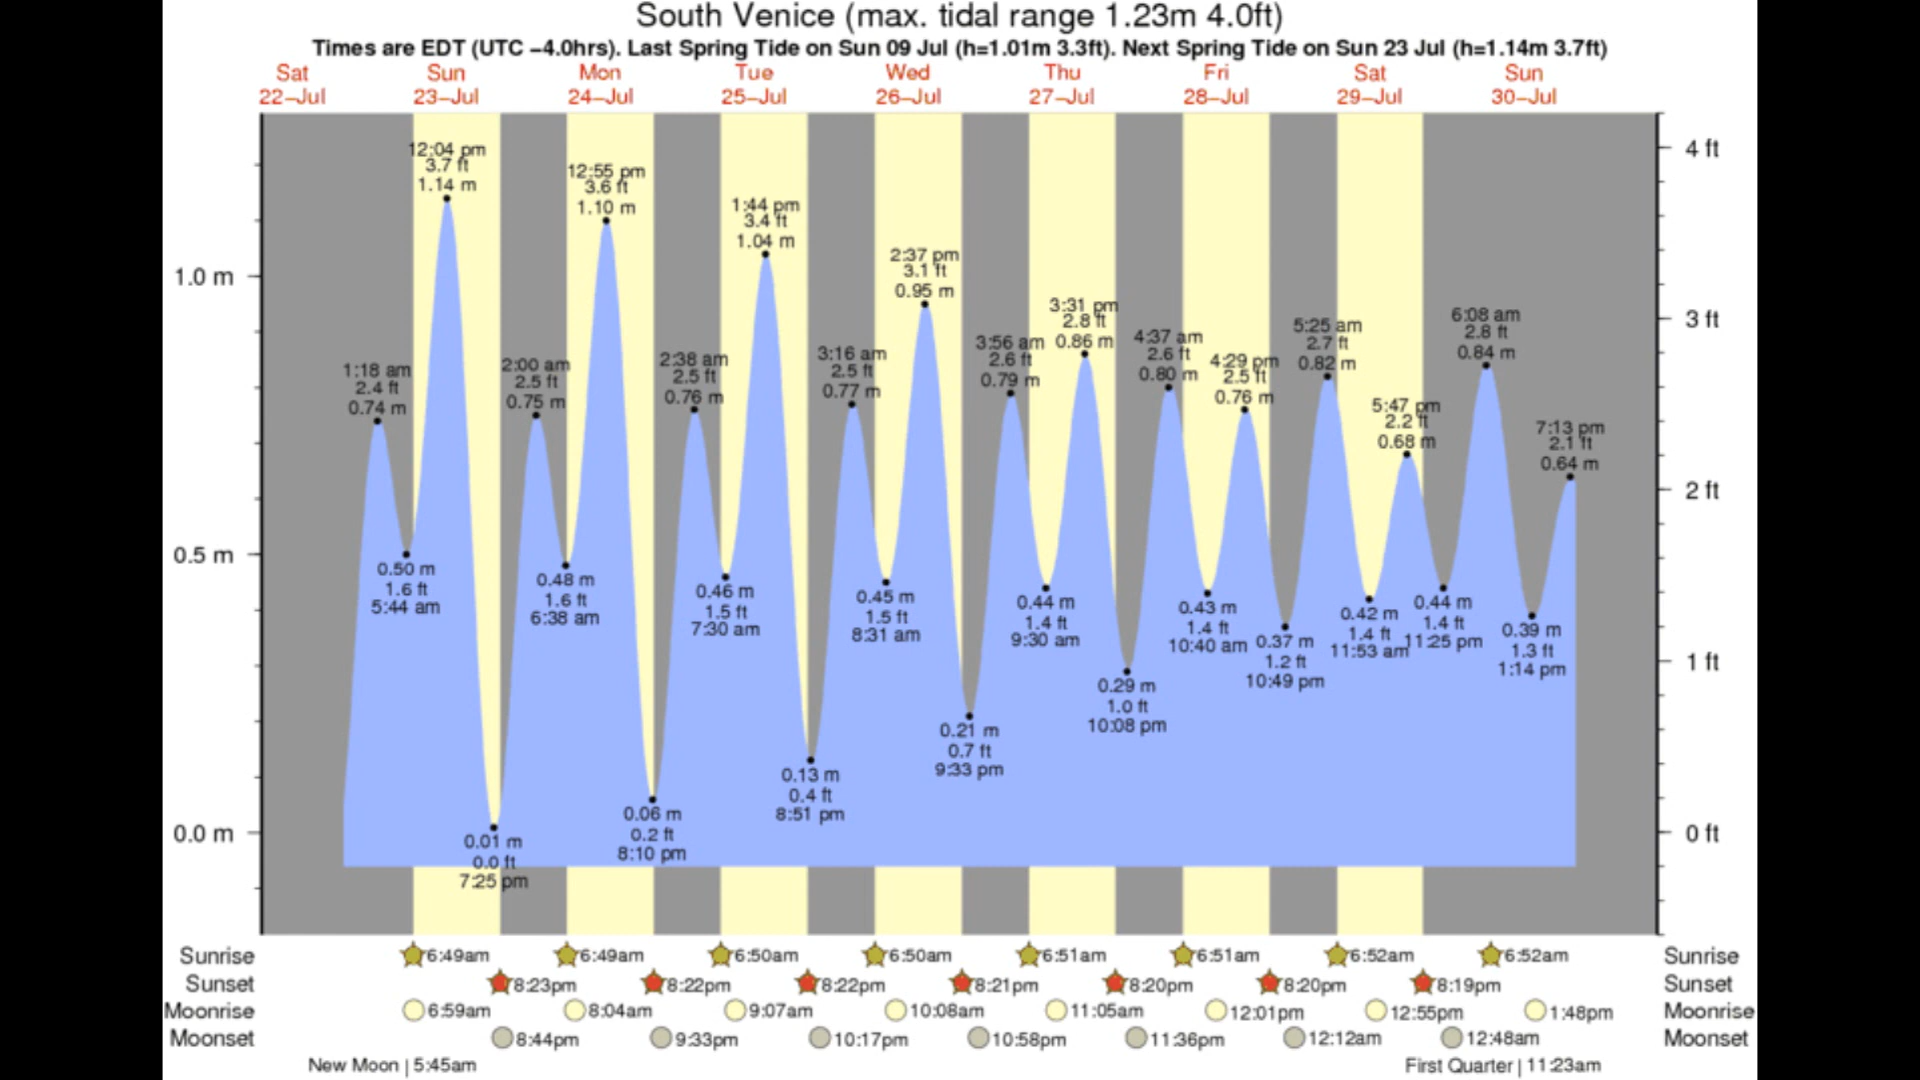 South Venice (max. tidal range 1.23m 4.0ft)
Times are EDT (UTC −4.0hrs). Last Spring Tide on Sun 09 Jul (h=1.01m 3.3ft). Next Spring Tide on Sun 23 Jul (h=1.14m 3.7ft)
Sat Sun Mon Tue Wed Thu Fri Sat Sun
22–Jul 23–Jul 24–Jul 25–Jul 26–Jul 27–Jul 28–Jul 29–Jul 30–Jul
4 ft
3 ft
2 ft
1 ft
0 ft
1.0 m
0.5 m
0.0 m
1:18 am
2.4 ft
0.74 m
0.50 m
1.6 ft
5:44 am
12:04 pm
3.7 ft
1.14 m
0.01 m
0.0 ft
7:25 pm
2:00 am
2.5 ft
0.75 m
0.48 m
1.6 ft
6:38 am
12:55 pm
3.6 ft
1.10 m
0.06 m
0.2 ft
8:10 pm
2:38 am
2.5 ft
0.76 m
0.46 m
1.5 ft
7:30 am
1:44 pm
3.4 ft
1.04 m
0.13 m
0.4 ft
8:51 pm
3:16 am
2.5 ft
0.77 m
0.45 m
1.5 ft
8:31 am
2:37 pm
3.1 ft
0.95 m
0.21 m
0.7 ft
9:33 pm
3:56 am
2.6 ft
0.79 m
0.44 m
1.4 ft
9:30 am
3:31 pm
2.8 ft
0.86 m
0.29 m
1.0 ft
10:08 pm
4:37 am
2.6 ft
0.80 m
0.43 m
1.4 ft
10:40 am
4:29 pm
2.5 ft
0.76 m
0.37 m
1.2 ft
10:49 pm
5:25 am
2.7 ft
0.82 m
0.42 m
1.4 ft
11:53 am
5:47 pm
2.2 ft
0.68 m
0.44 m
1.4 ft
11:25 pm
6:08 am
2.8 ft
0.84 m
0.39 m
1.3 ft
1:14 pm
7:13 pm
2.1 ft
0.64 m
Sunrise 6:49am 6:49am 6:50am 6:50am 6:51am 6:51am 6:52am 6:52am Sunrise
Sunset 8:23pm 8:22pm 8:22pm 8:21pm 8:20pm 8:20pm 8:19pm Sunset
Moonrise 6:59am 8:04am 9:07am 10:08am 11:05am 12:01pm 12:55pm 1:48pm Moonrise
Moonset 8:44pm 9:33pm 10:17pm 10:58pm 11:36pm 12:12am 12:48am Moonset
New Moon | 5:45am First Quarter | 11:23am